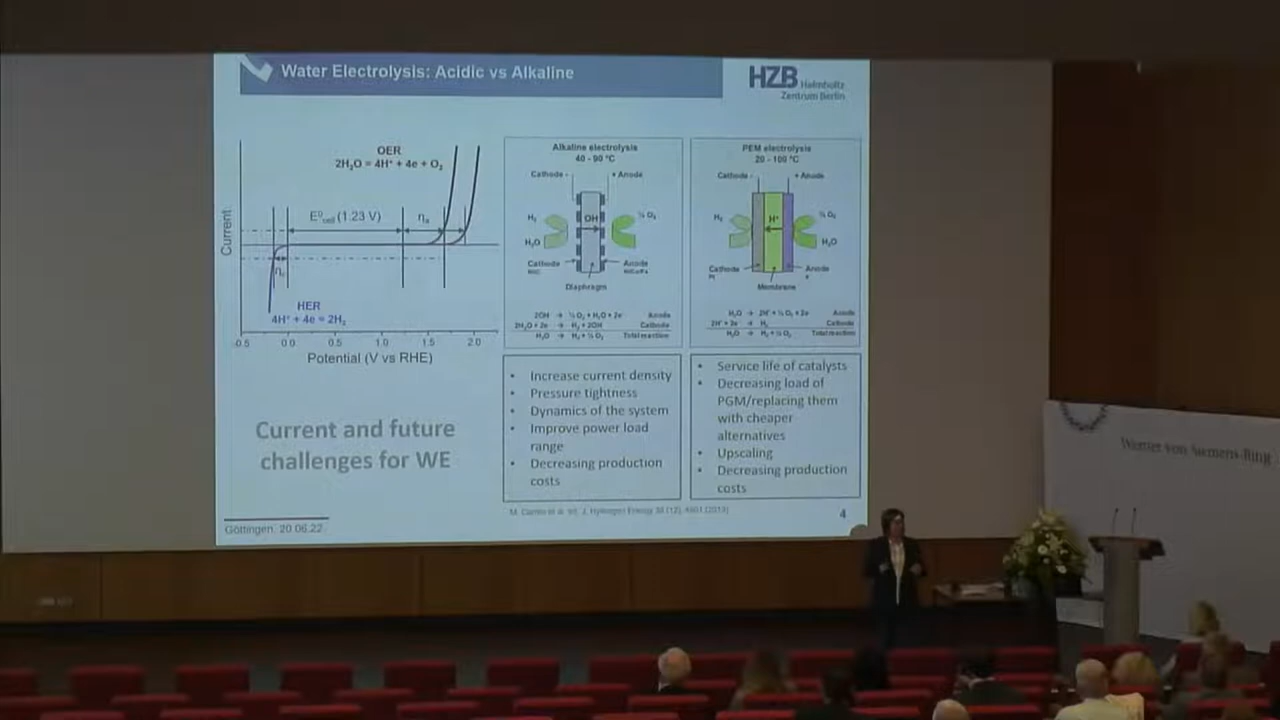 Water Electrolysis: Acidic vs Alkaline
HZB Helmholtz
Zentrum Berlin
OER
2H₂O = 4H⁺ + 4e + O₂
E⁰cell (1.23 V)
ηa
ηc
Current
HER
4H⁺ + 4e = 2H₂
0.5 0.0 0.5 1.0 1.5 2.0
Potential (V vs RHE)
Current and future
challenges for WE
Göttingen, 20.06.22
Alkaline electrolysis
40 - 90 °C
Cathode - + Anode
H₂ OH ½ O₂
H₂O
Cathode Anode
Diaphragm
2OH → ½ O₂ + H₂O + 2e Anode
2H₂O + 2e → H₂ + 2OH Cathode
H₂O → H₂ + ½ O₂ Total reaction
PEM electrolysis
20 - 100 °C
Cathode - + Anode
H₂ H⁺ ½ O₂
H₂O
Cathode Anode
Membrane
H₂O → 2H⁺ + ½ O₂ + 2e Anode
2H⁺ + 2e → H₂ Cathode
H₂O → H₂ + ½ O₂ Total reaction
• Increase current density
• Pressure tightness
• Dynamics of the system
• Improve power load
range
• Decreasing production
costs
• Service life of catalysts
• Decreasing load of
PGM/replacing them
with cheaper
alternatives
• Upscaling
• Decreasing production
costs
J. Hydrogen Energy 38 (12), 4901 (2013)
4
Werner von Siemens-Ring